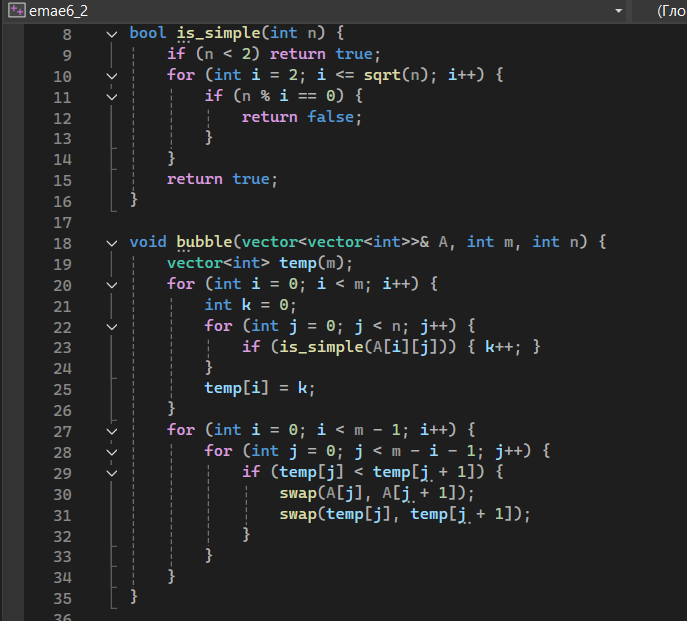 emae6_2 (Гло
8 bool is_simple(int n) {
9     if (n < 2) return true;
10     for (int i = 2; i <= sqrt(n); i++) {
11         if (n % i == 0) {
12             return false;
13         }
14     }
15     return true;
16 }
17
18 void bubble(vector<vector<int>>& A, int m, int n) {
19     vector<int> temp(m);
20     for (int i = 0; i < m; i++) {
21         int k = 0;
22         for (int j = 0; j < n; j++) {
23             if (is_simple(A[i][j])) { k++; }
24         }
25         temp[i] = k;
26     }
27     for (int i = 0; i < m - 1; i++) {
28         for (int j = 0; j < m - i - 1; j++) {
29             if (temp[j] < temp[j + 1]) {
30                 swap(A[j], A[j + 1]);
31                 swap(temp[j], temp[j + 1]);
32             }
33         }
34     }
35 }
36